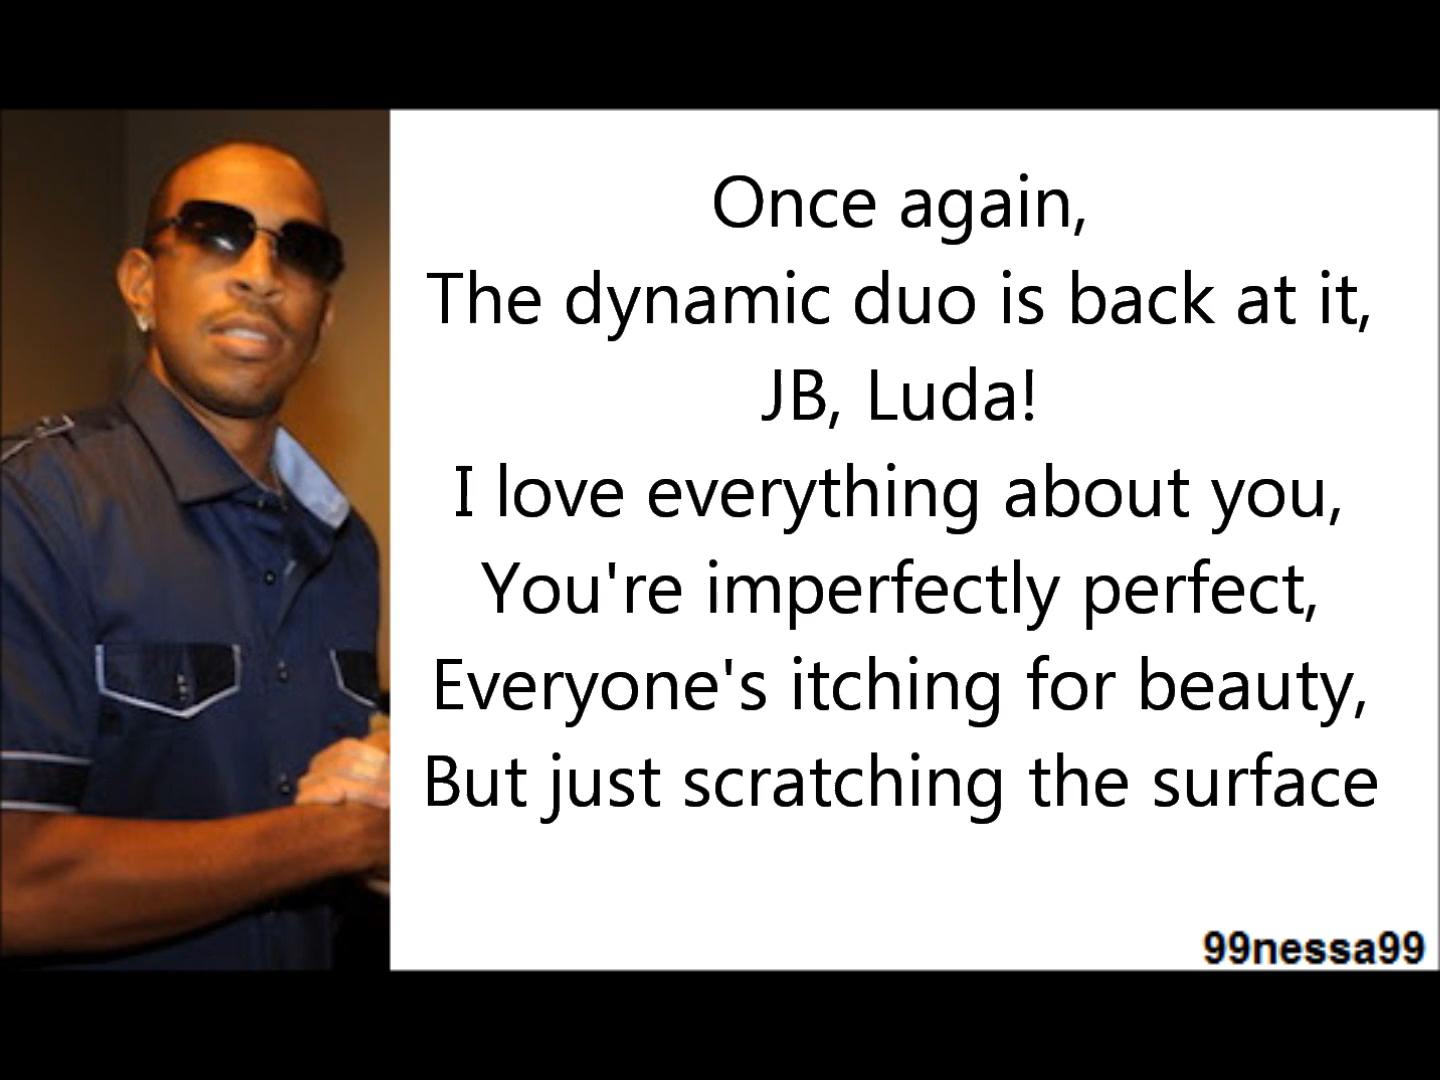 Once again,
The dynamic duo is back at it,
JB, Luda!
I love everything about you,
You're imperfectly perfect,
Everyone's itching for beauty,
But just scratching the surface
99nessa99